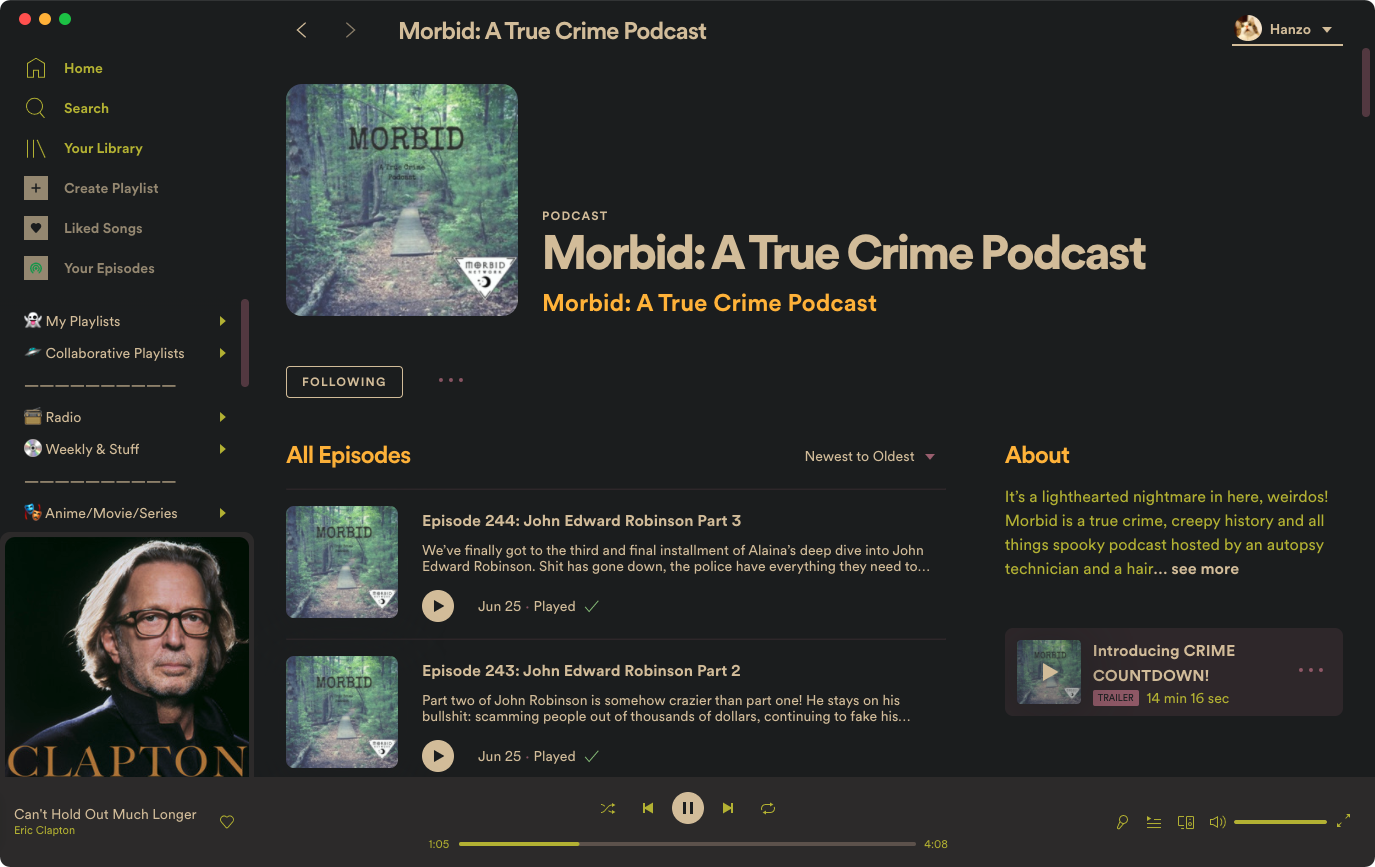 Morbid: A True Crime Podcast
Hanzo
Home
Search
Your Library
Create Playlist
Liked Songs
Your Episodes
My Playlists
Collaborative Playlists
——————————
Radio
Weekly & Stuff
——————————
Anime/Movie/Series
CLAPTON
MORBID
A True Crime
Podcast
MORBID
NETWORK
PODCAST
Morbid: A True Crime Podcast
Morbid: A True Crime Podcast
FOLLOWING
All Episodes
Newest to Oldest
MORBID
Episode 244: John Edward Robinson Part 3
We've finally got to the third and final installment of Alaina's deep dive into John
Edward Robinson. Shit has gone down, the police have everything they need to...
Jun 25 · Played
MORBID
Episode 243: John Edward Robinson Part 2
Part two of John Robinson is somehow crazier than part one! He stays on his
bullshit: scamming people out of thousands of dollars, continuing to fake his...
Jun 25 · Played
About
It's a lighthearted nightmare in here, weirdos!
Morbid is a true crime, creepy history and all
things spooky podcast hosted by an autopsy
technician and a hair... see more
MORBID
Introducing CRIME
COUNTDOWN!
TRAILER 14 min 16 sec
Can't Hold Out Much Longer
Eric Clapton
1:05
4:08